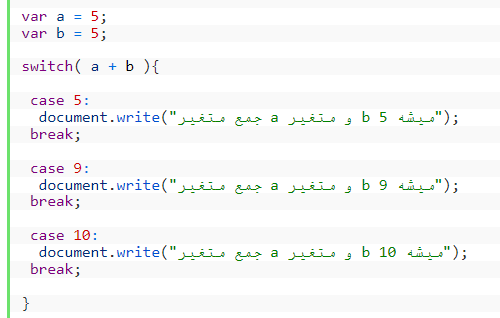 var a = 5;
var b = 5;
switch( a + b ){
case 5:
document.write("جمع متغیر a و متغیر b میشه 5");
break;
case 9:
document.write("جمع متغیر a و متغیر b میشه 9");
break;
case 10:
document.write("جمع متغیر a و متغیر b میشه 10");
break;
}